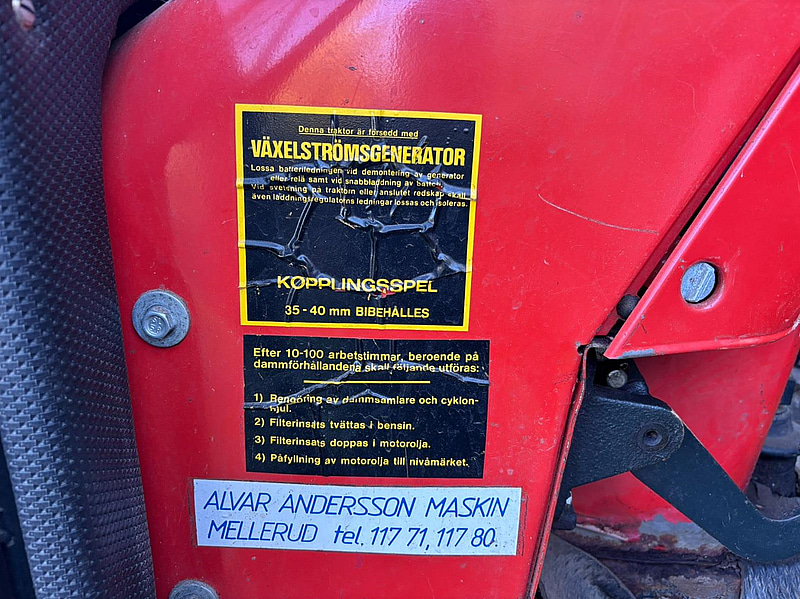 Denna traktor är försedd med
VÄXELSTRÖMSGENERATOR
Lossa batteriledningen vid demontering av generator
eller relä samt vid snabbladdning av batteri.
Vid svetsning på traktorn eller anslutet redskap skall
även laddningsregulatorns ledningar lossas och isoleras.
KOPPLINGSSPEL
35 - 40 mm BIBEHÅLLES
Efter 10-100 arbetstimmar, beroende på
dammförhållandena skall följande utföras:
1) Rengöring av dammsamlare och cyklon-
hjul.
2) Filterinsats tvättas i bensin.
3) Filterinsats doppas i motorolja.
4) Påfyllning av motorolja till nivåmärket.
ALVAR ANDERSSON MASKIN
MELLERUD tel. 117 71, 117 80.